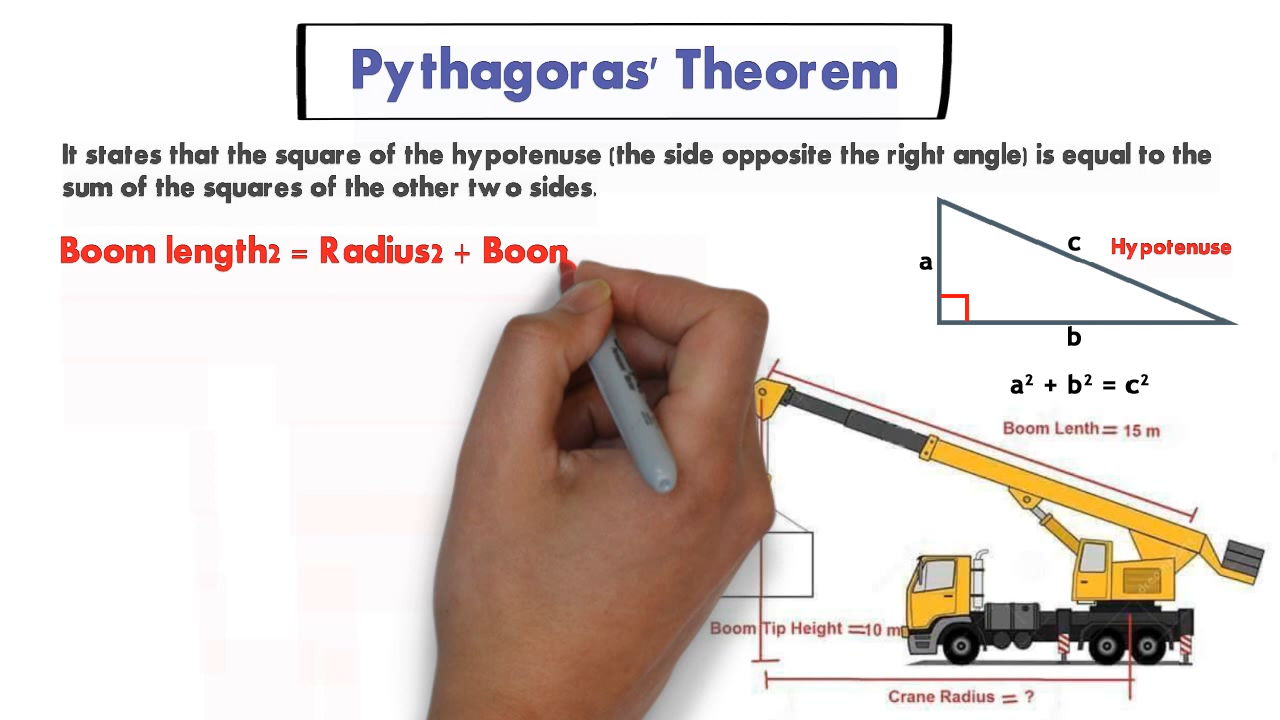 Pythagoras' Theorem
It states that the square of the hypotenuse (the side opposite the right angle) is equal to the
sum of the squares of the other two sides.
Boom length2 = Radius2 + Boon
a
c
Hypotenuse
b
a² + b² = c²
Boom Lenth = 15 m
Boom Tip Height =10 m
Crane Radius = ?